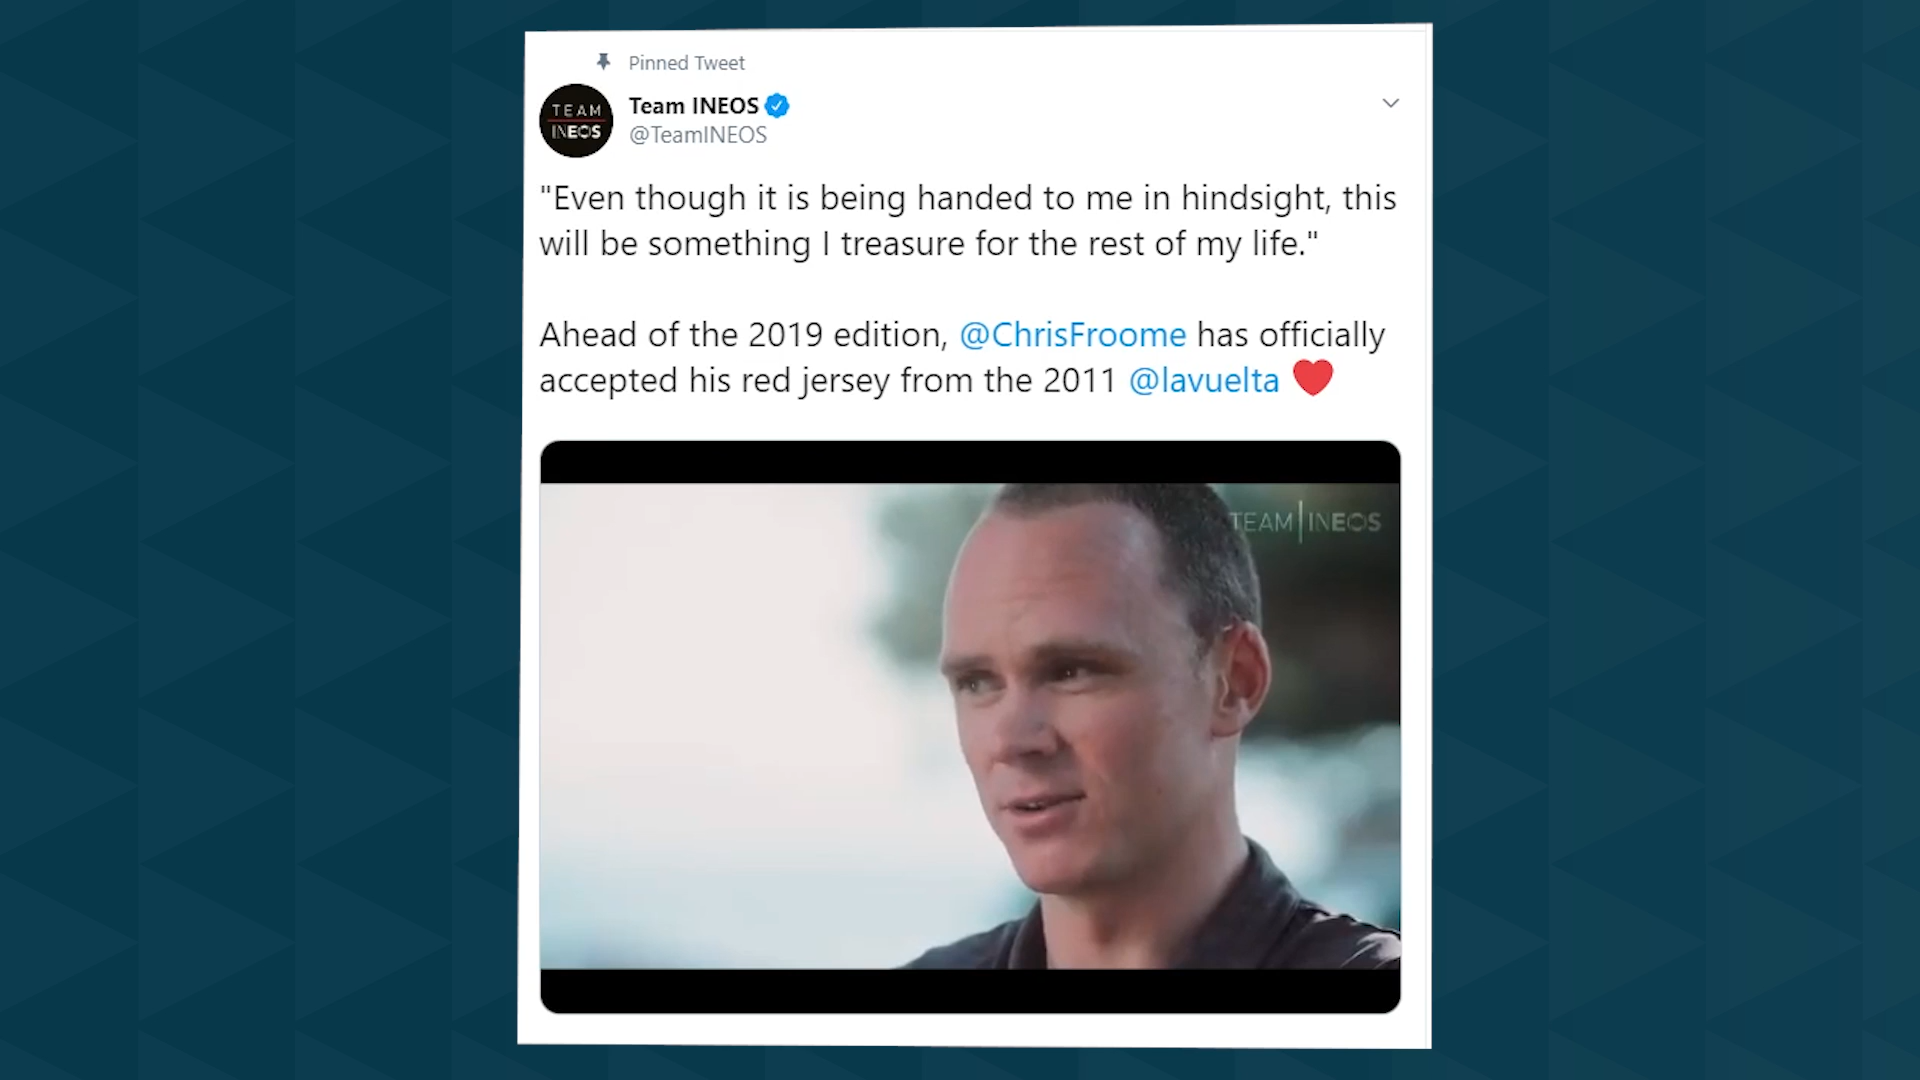 Pinned Tweet
TEAM
INEOS
Team INEOS
@TeamINEOS
"Even though it is being handed to me in hindsight, this
will be something I treasure for the rest of my life."
Ahead of the 2019 edition, @ChrisFroome has officially
accepted his red jersey from the 2011 @lavuelta ❤
TEAM|INEOS